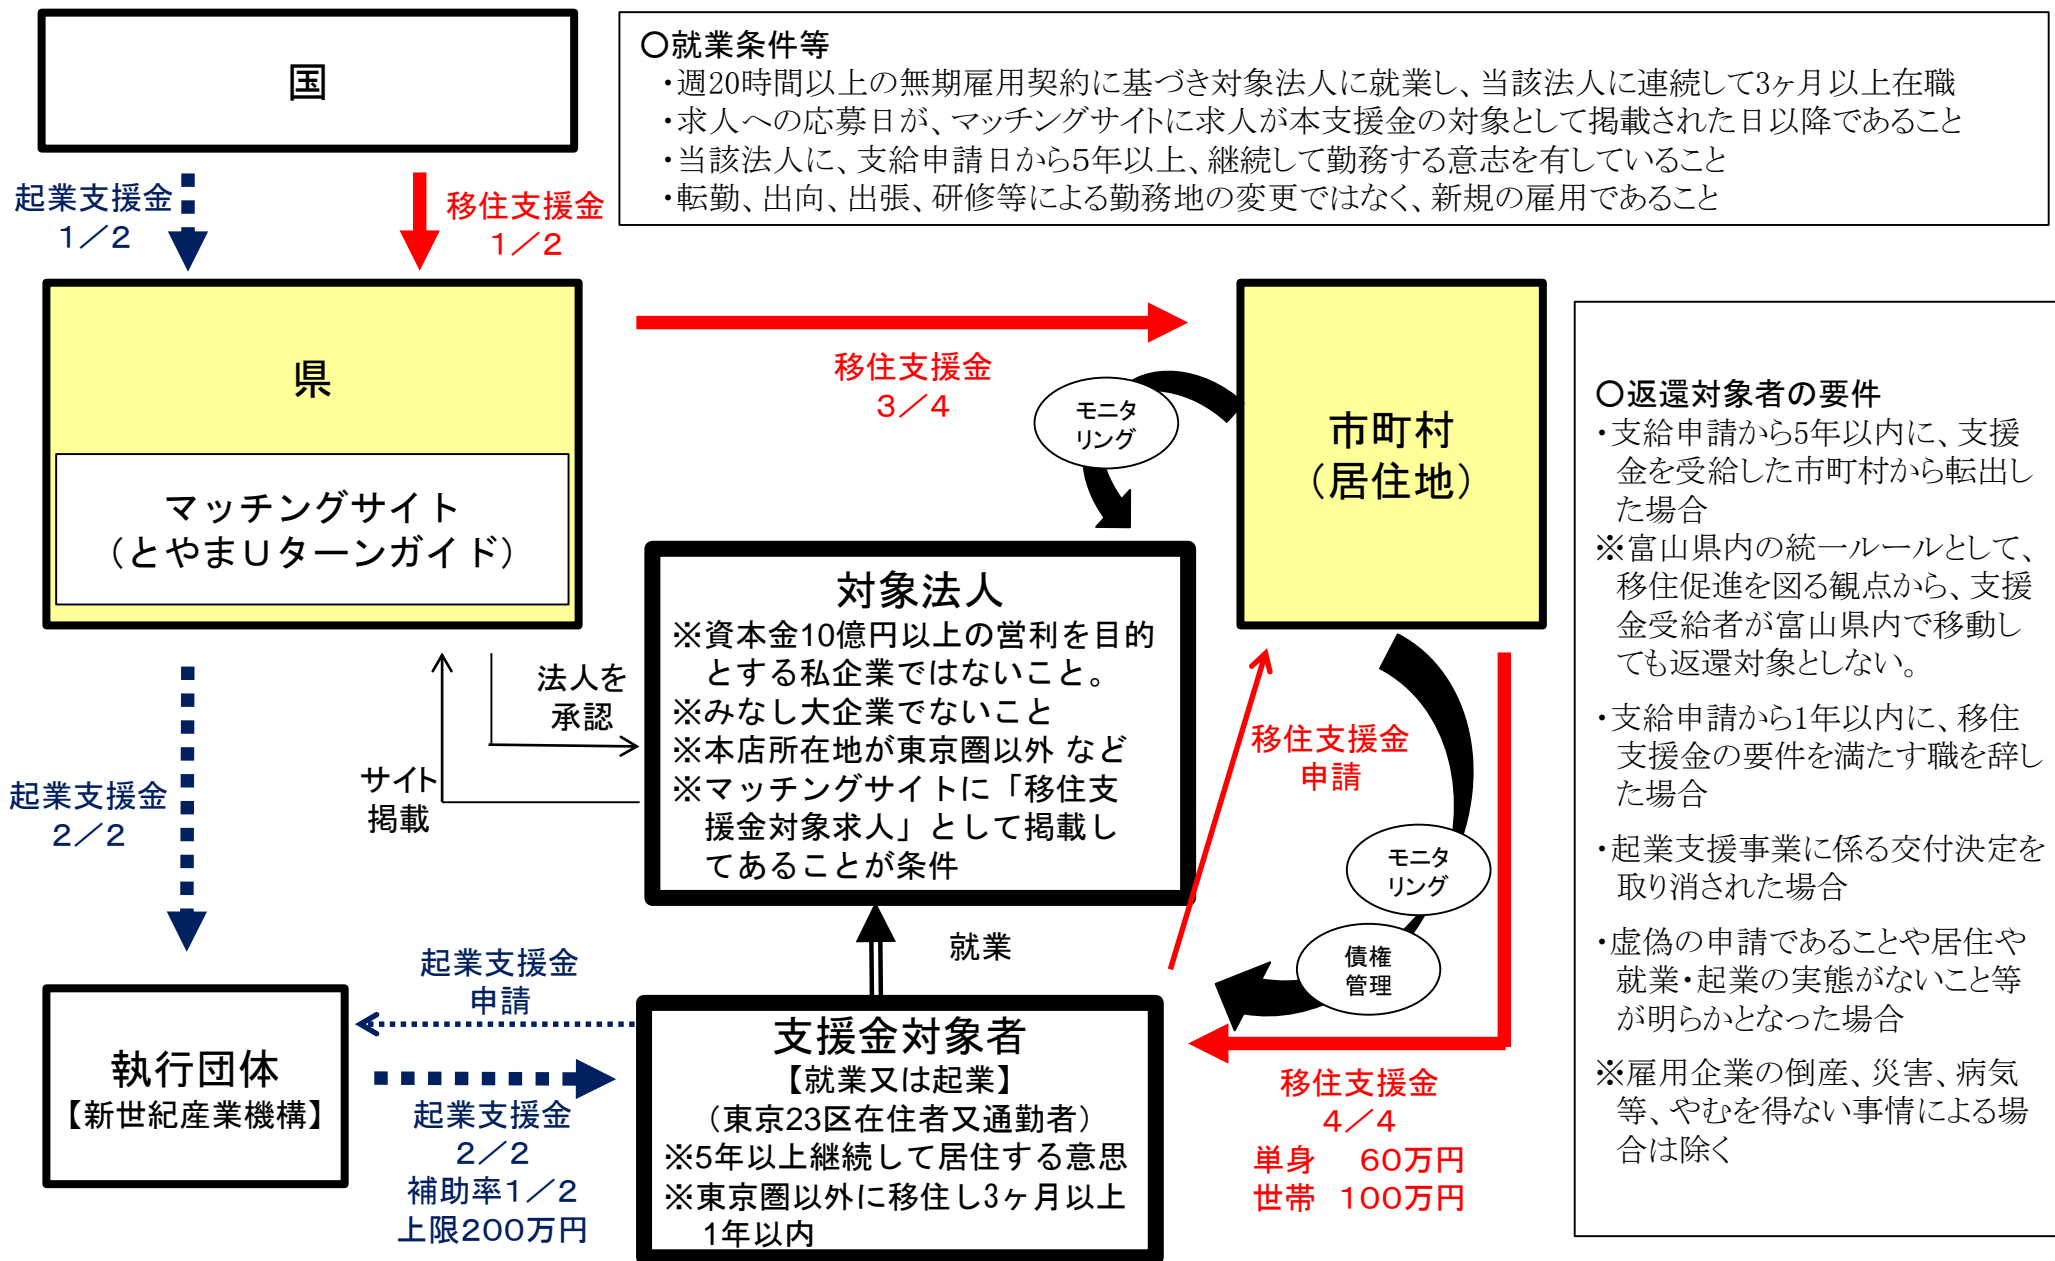 国
○就業条件等
・週20時間以上の無期雇用契約に基づき対象法人に就業し、当該法人に連続して3ヶ月以上在職
・求人への応募日が、マッチングサイトに求人が本支援金の対象として掲載された日以降であること
・当該法人に、支給申請日から5年以上、継続して勤務する意志を有していること
・転勤、出向、出張、研修等による勤務地の変更ではなく、新規の雇用であること
起業支援金
1／2
移住支援金
1／2
県
マッチングサイト
（とやまUターンガイド）
移住支援金
3／4
モニタ
リング
市町村
（居住地）
○返還対象者の要件
・支給申請から5年以内に、支援
金を受給した市町村から転出し
た場合
※富山県内の統一ルールとして、
移住促進を図る観点から、支援
金受給者が富山県内で移動し
ても返還対象としない。
・支給申請から1年以内に、移住
支援金の要件を満たす職を辞し
た場合
・起業支援事業に係る交付決定を
取り消された場合
・虚偽の申請であることや居住や
就業・起業の実態がないこと等
が明らかとなった場合
※雇用企業の倒産、災害、病気
等、やむを得ない事情による場
合は除く
対象法人
※資本金10億円以上の営利を目的
とする私企業ではないこと。
※みなし大企業でないこと
※本店所在地が東京圏以外 など
※マッチングサイトに「移住支
援金対象求人」として掲載し
てあることが条件
法人を
承認
サイト
掲載
起業支援金
2／2
移住支援金
申請
モニタ
リング
債権
管理
就業
起業支援金
申請
執行団体
【新世紀産業機構】
起業支援金
2／2
補助率1／2
上限200万円
支援金対象者
【就業又は起業】
（東京23区在住者又通勤者）
※5年以上継続して居住する意思
※東京圏以外に移住し3ヶ月以上
1年以内
移住支援金
4／4
単身 60万円
世帯 100万円